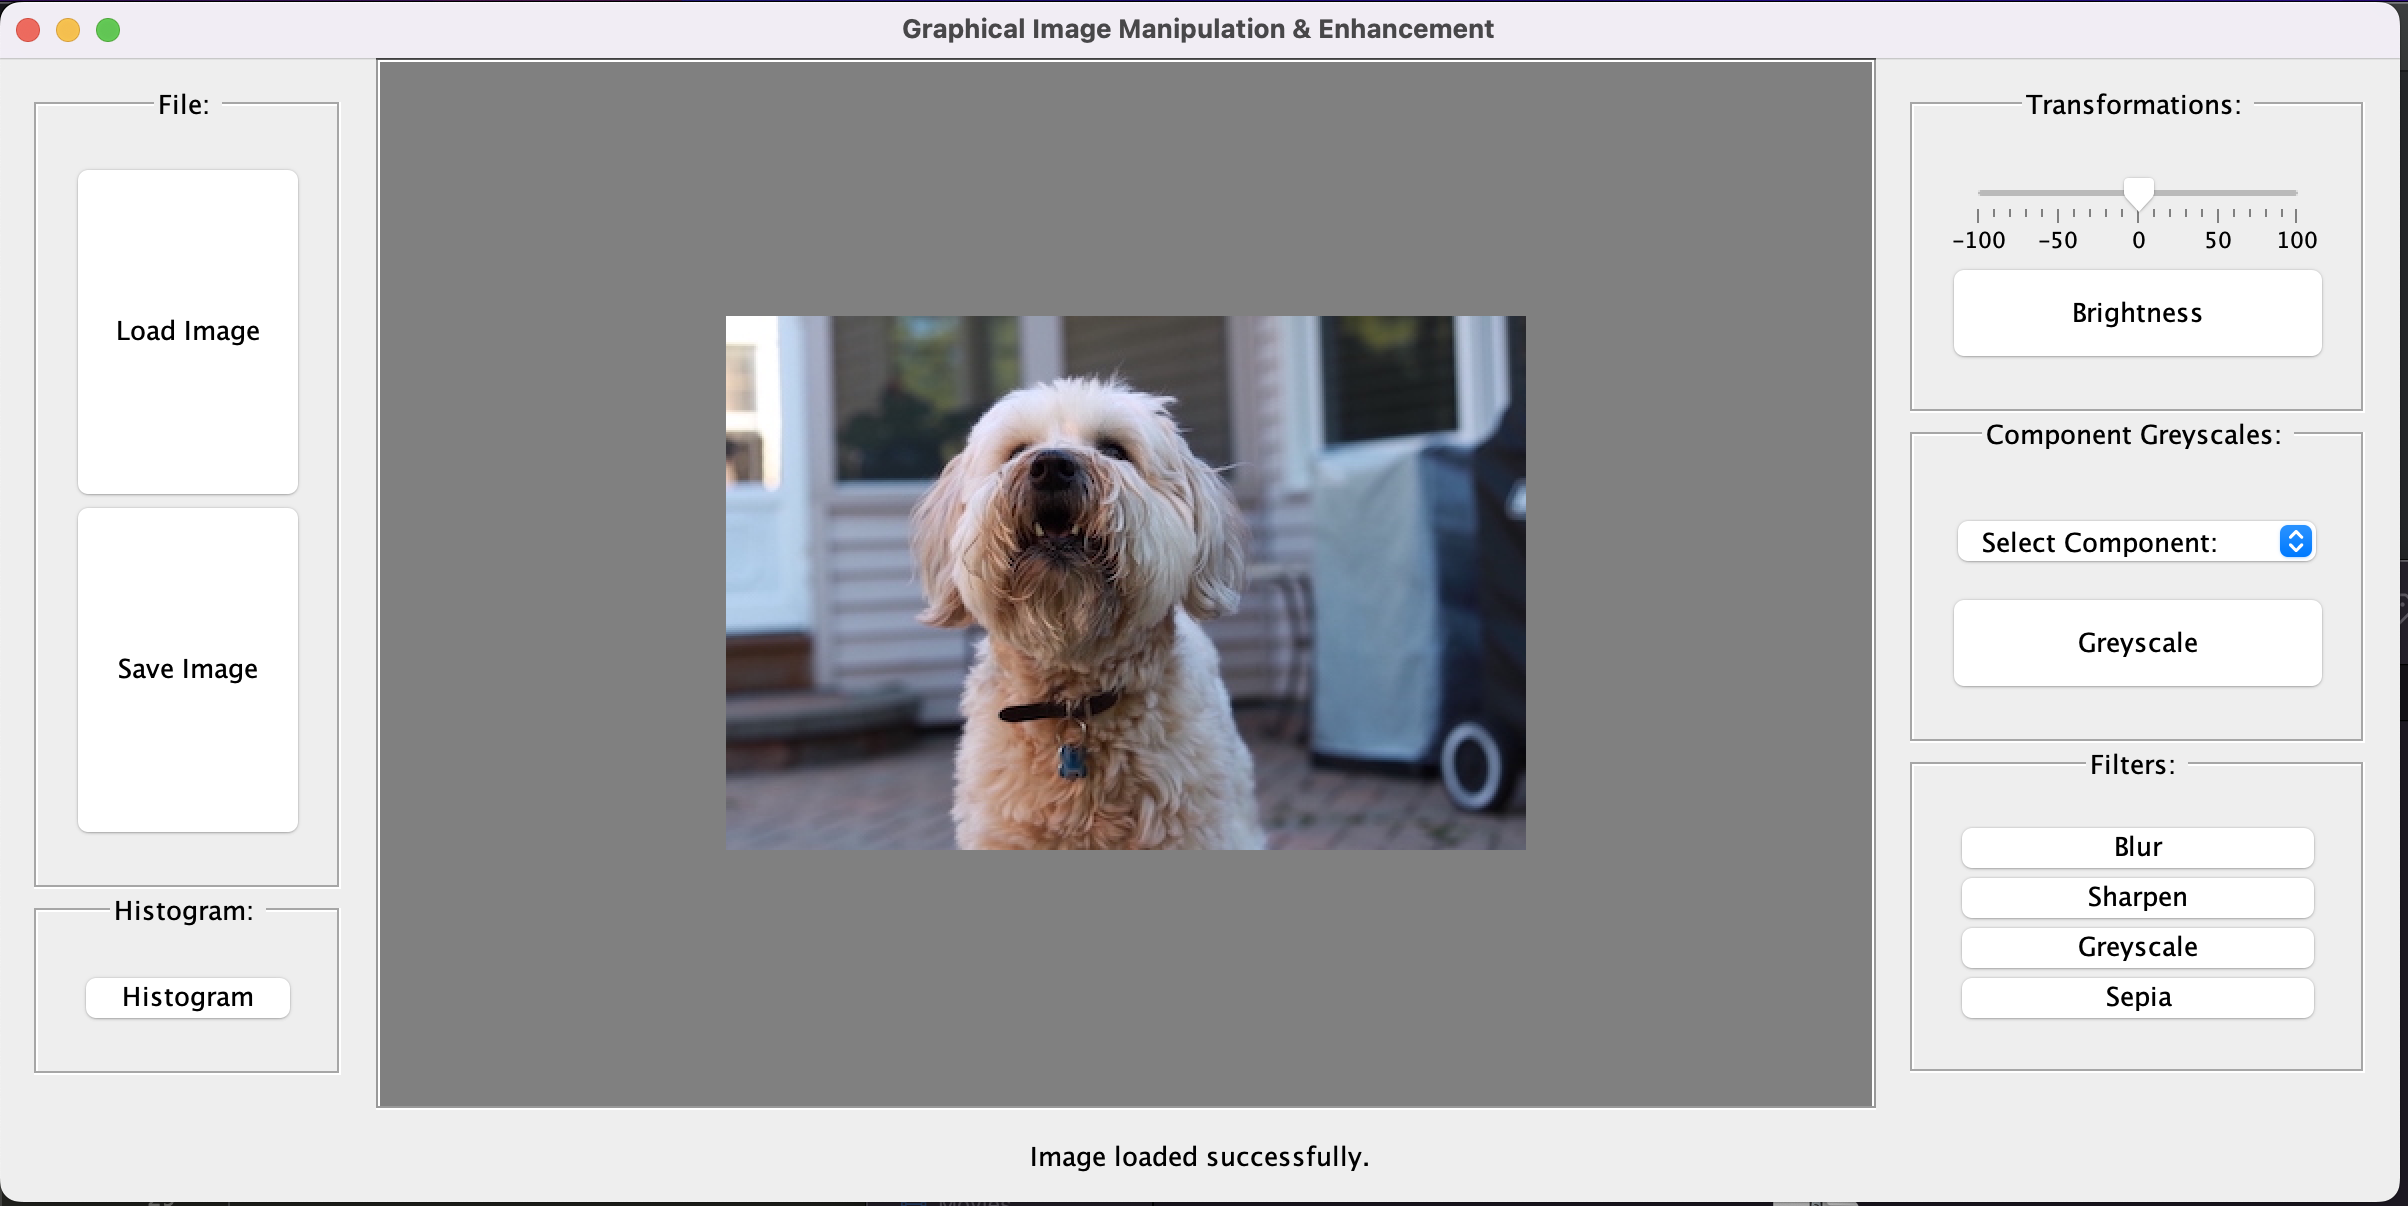 Graphical Image Manipulation & Enhancement
File:
Load Image
Save Image
Histogram:
Histogram
Image loaded successfully.
Transformations:
-100 -50 0 50 100
Brightness
Component Greyscales:
Select Component:
Greyscale
Filters:
Blur
Sharpen
Greyscale
Sepia